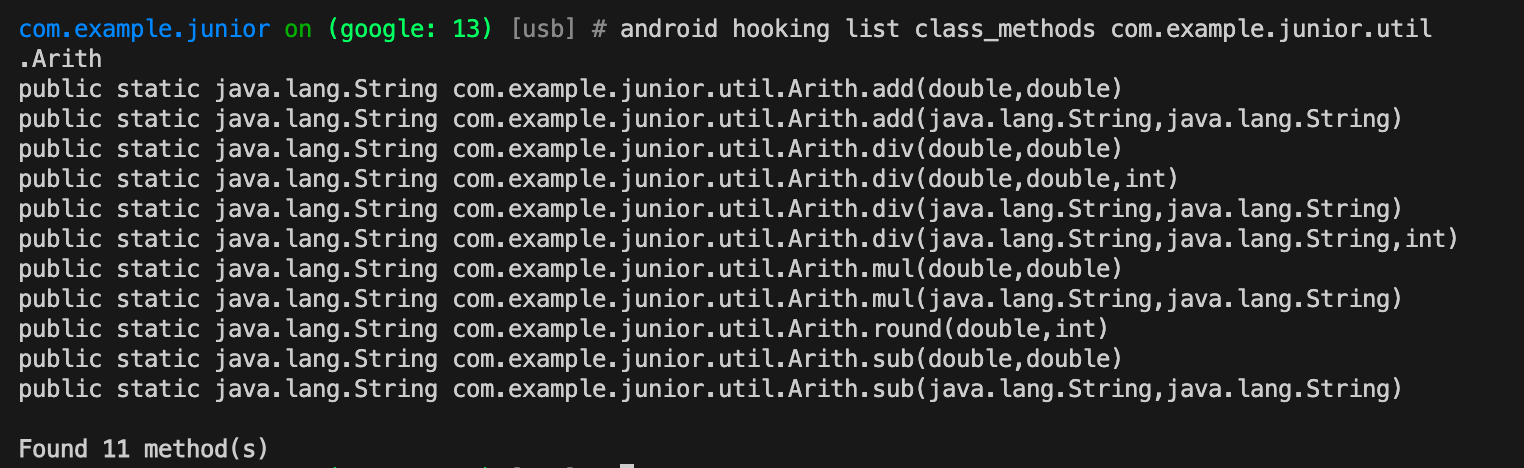 com.example.junior on (google: 13) [usb] # android hooking list class_methods com.example.junior.util
.Arith
public static java.lang.String com.example.junior.util.Arith.add(double,double)
public static java.lang.String com.example.junior.util.Arith.add(java.lang.String,java.lang.String)
public static java.lang.String com.example.junior.util.Arith.div(double,double)
public static java.lang.String com.example.junior.util.Arith.div(double,double,int)
public static java.lang.String com.example.junior.util.Arith.div(java.lang.String,java.lang.String)
public static java.lang.String com.example.junior.util.Arith.div(java.lang.String,java.lang.String,int)
public static java.lang.String com.example.junior.util.Arith.mul(double,double)
public static java.lang.String com.example.junior.util.Arith.mul(java.lang.String,java.lang.String)
public static java.lang.String com.example.junior.util.Arith.round(double,int)
public static java.lang.String com.example.junior.util.Arith.sub(double,double)
public static java.lang.String com.example.junior.util.Arith.sub(java.lang.String,java.lang.String)
Found 11 method(s)